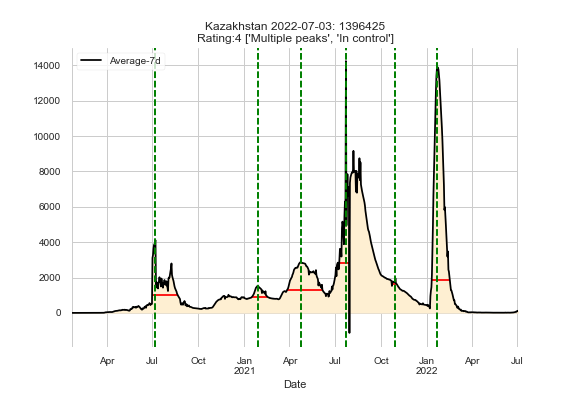 Kazakhstan 2022-07-03: 1396425
Rating:4 ['Multiple peaks', 'In control']
Average-7d
14000
12000
10000
8000
6000
4000
2000
0
Apr Jul Oct Jan Apr Jul Oct Jan Apr Jul
2021 2022
Date